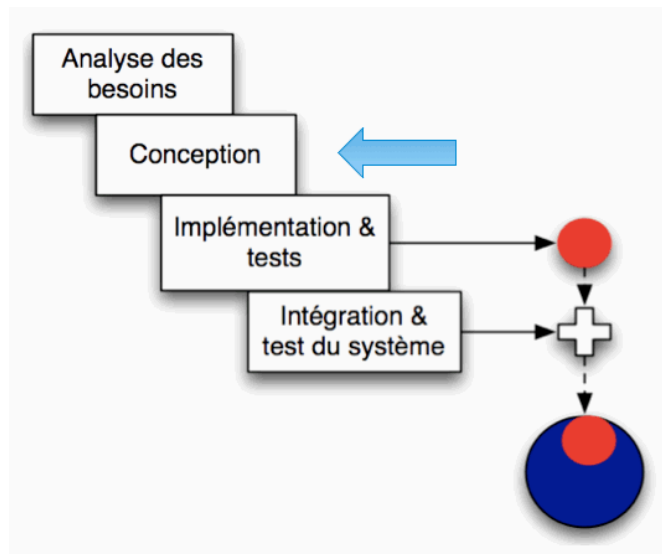 Analyse des
besoins
Conception
Implémentation &
tests
Intégration &
test du système